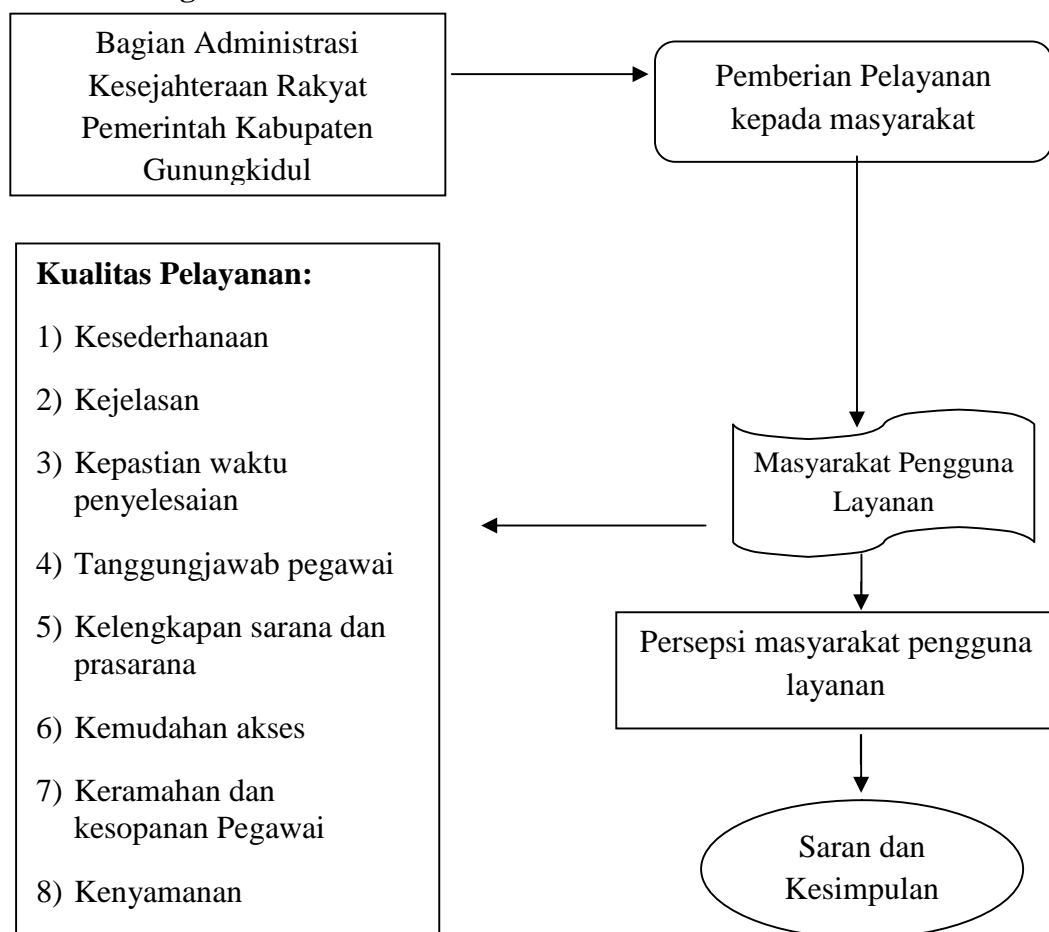 Bagian Administrasi
Kesejahteraan Rakyat
Pemerintah Kabupaten
Gunungkidul
Pemberian Pelayanan
kepada masyarakat
Kualitas Pelayanan:
1) Kesederhanaan
2) Kejelasan
3) Kepastian waktu
penyelesaian
4) Tanggungjawab pegawai
5) Kelengkapan sarana dan
prasarana
6) Kemudahan akses
7) Keramahan dan
kesopanan Pegawai
8) Kenyamanan
Masyarakat Pengguna
Layanan
Persepsi masyarakat pengguna
layanan
Saran dan
Kesimpulan